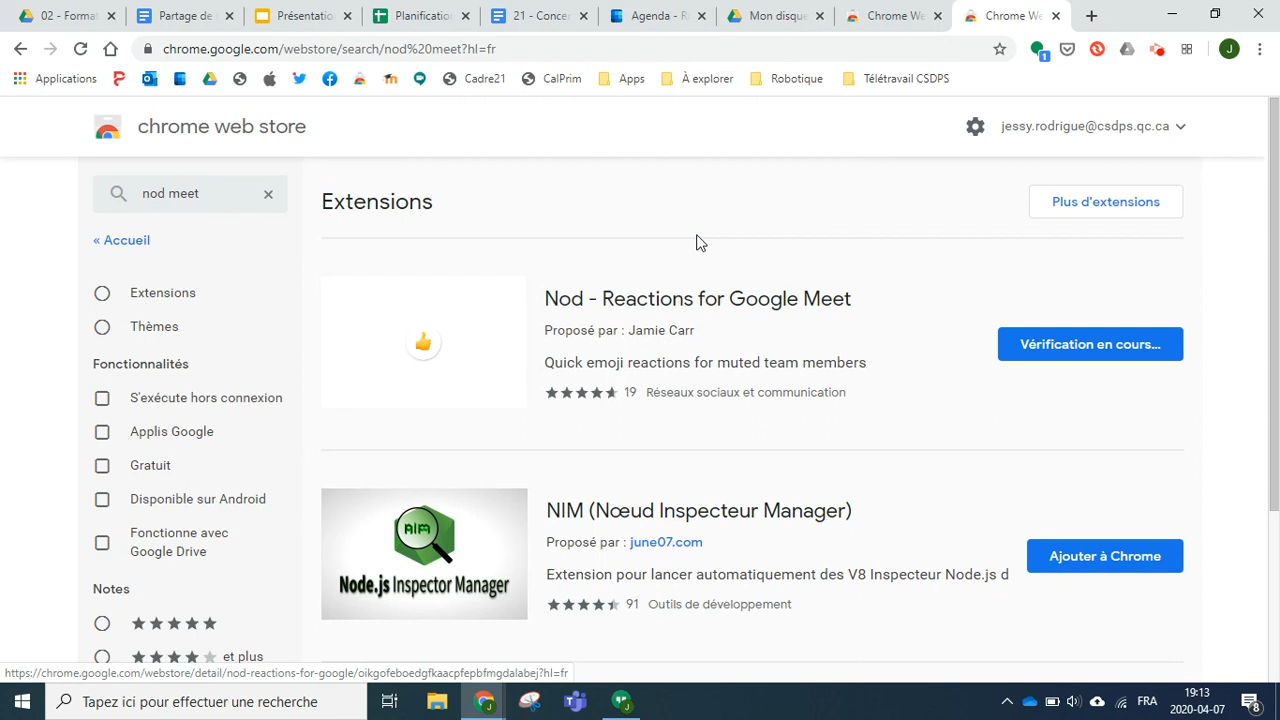 02 - Forma
Partage de
Présentatio
Planification
21 - Concer
Agenda - R
Mon disque
Chrome We
Chrome We
chrome.google.com/webstore/search/nod%20meet?hl=fr
1
J
Applications
Cadre21
CalPrim
Apps
À explorer
Robotique
Télétravail CSDPS
chrome web store
jessy.rodrigue@csdps.qc.ca
nod meet
« Accueil
Extensions
Thèmes
Fonctionnalités
S'exécute hors connexion
Applis Google
Gratuit
Disponible sur Android
Fonctionne avec
Google Drive
Notes
et plus
Extensions
Plus d'extensions
Nod - Reactions for Google Meet
Proposé par : Jamie Carr
Quick emoji reactions for muted team members
19 Réseaux sociaux et communication
Vérification en cours...
NIM
Node.js Inspector Manager
NIM (Nœud Inspecteur Manager)
Proposé par : june07.com
Extension pour lancer automatiquement des V8 Inspecteur Node.js d
91 Outils de développement
Ajouter à Chrome
https://chrome.google.com/webstore/detail/nod-reactions-for-google/oikgofeboedgfkaacpfepbfmgdalabej?hl=fr
Tapez ici pour effectuer une recherche
FRA
19:13
2020-04-07
8